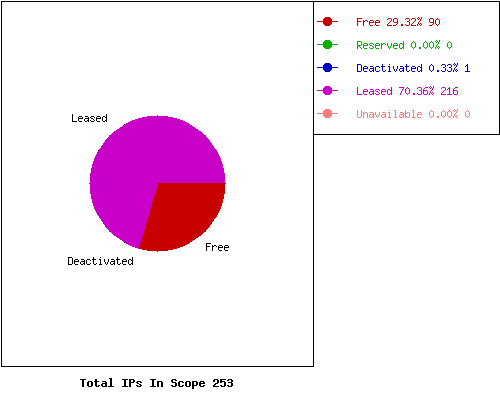 Free 29.32% 90
Reserved 0.00% 0
Deactivated 0.33% 1
Leased 70.36% 216
Unavailable 0.00% 0
Leased
Free
Deactivated
Total IPs In Scope 253